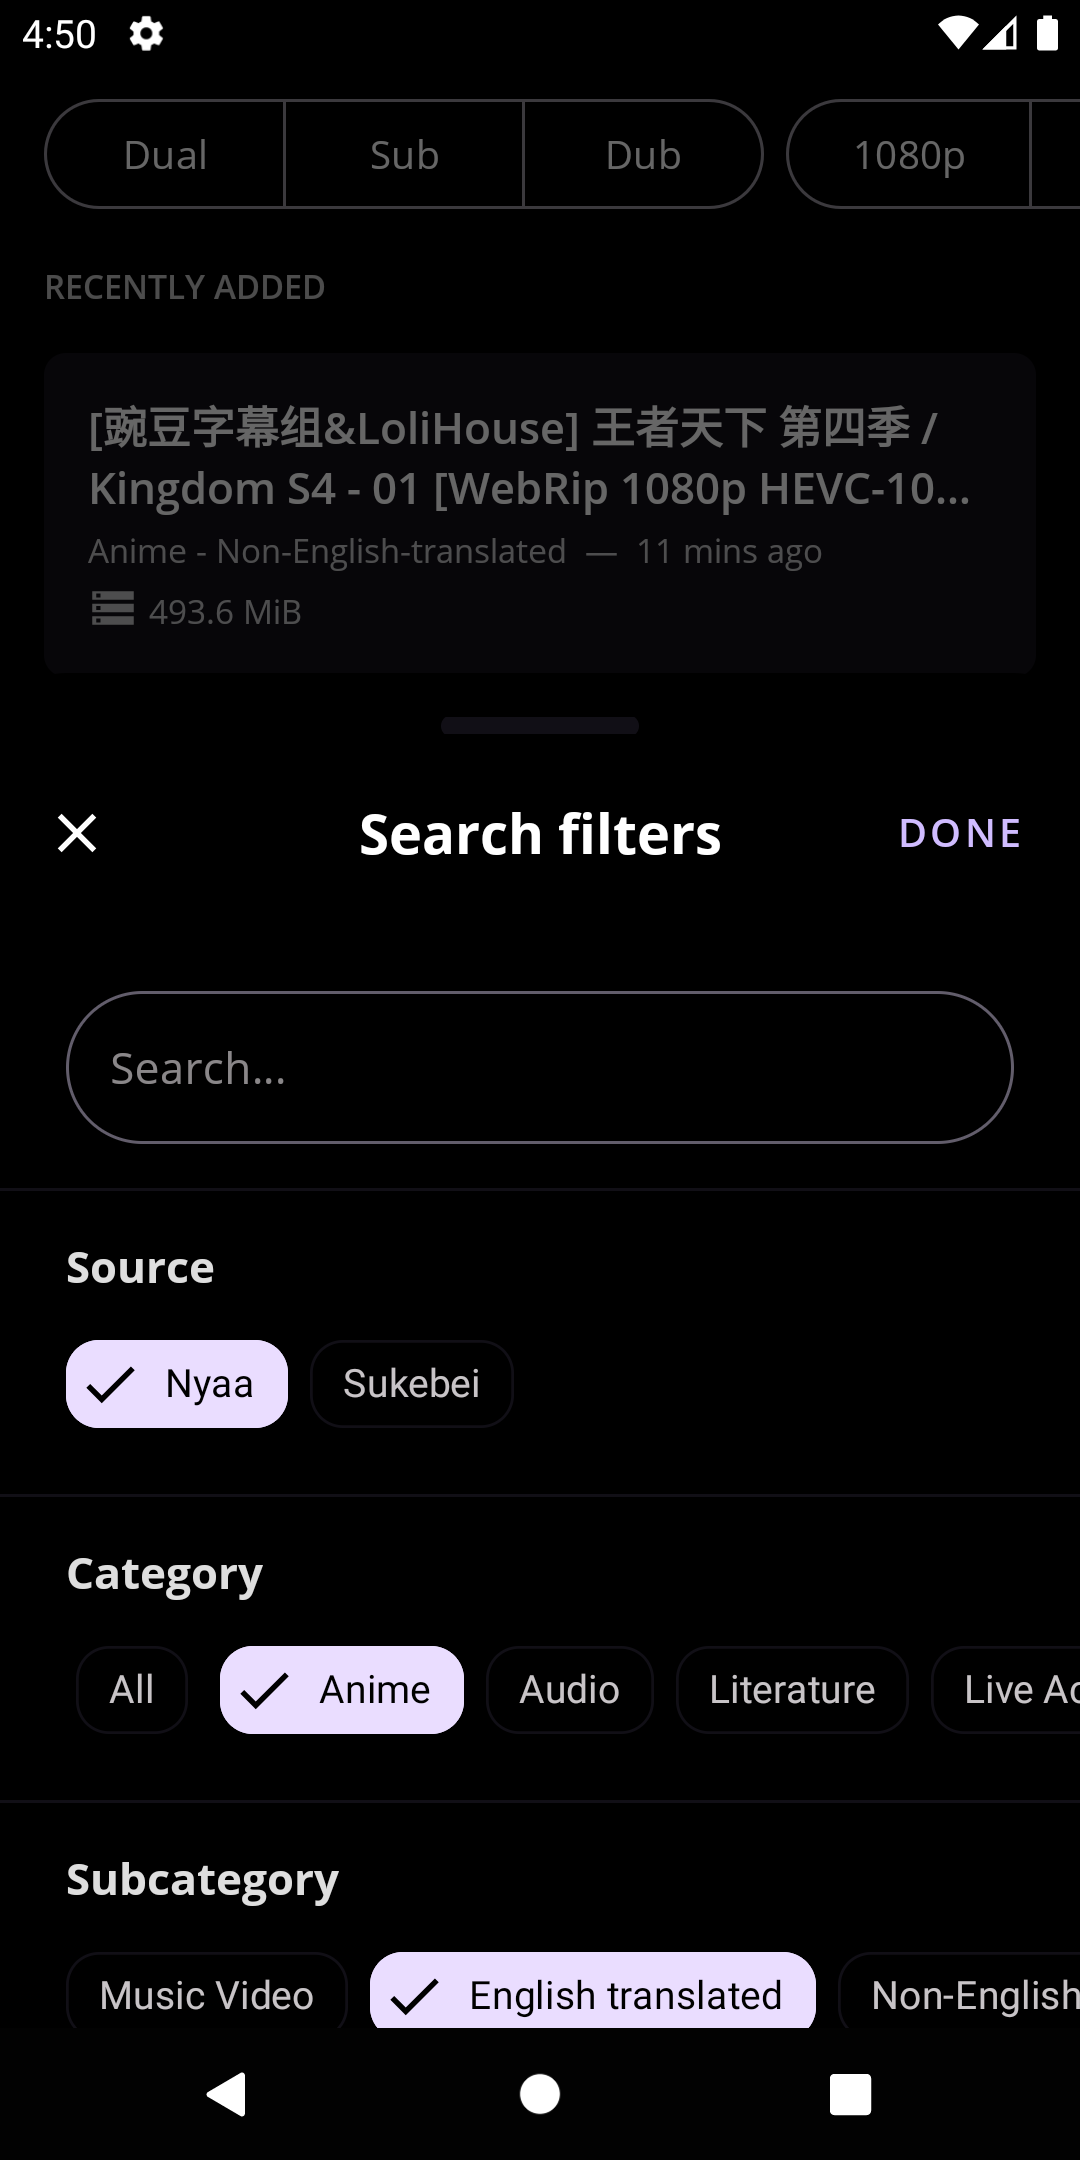 4:50
Dual Sub Dub 1080p
RECENTLY ADDED
[豌豆字幕组&LoliHouse] 王者天下 第四季 /
Kingdom S4 - 01 [WebRip 1080p HEVC-10...
Anime - Non-English-translated — 11 mins ago
493.6 MiB
Search filters DONE
Search...
Source
Nyaa Sukebei
Category
All Anime Audio Literature Live Ac
Subcategory
Music Video English translated Non-English